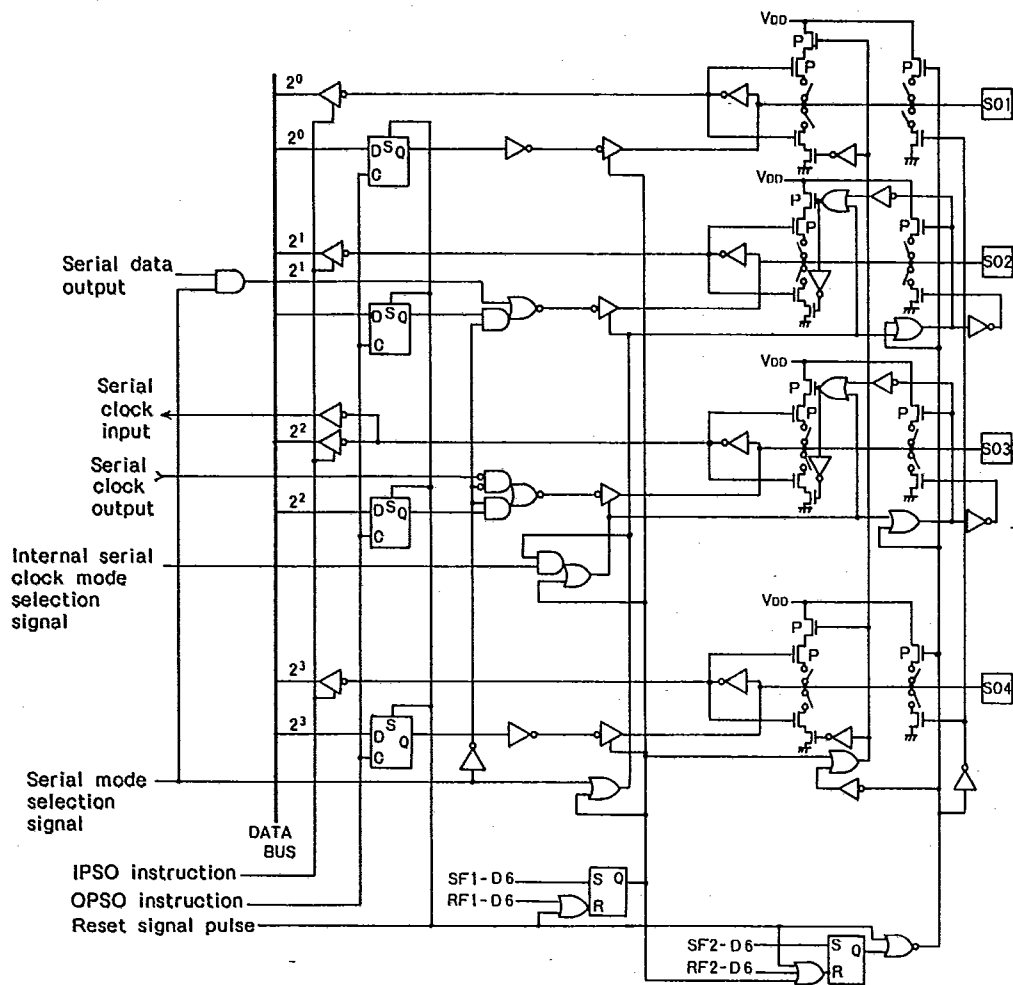 VDD
P
P
P
2⁰
SO1
2⁰
D S Q
C
VDD
P
P
P
2¹
SO2
Serial data
output
2¹
D S Q
C
VDD
P
P
P
Serial
clock
input
2²
SO3
Serial
clock
output
2²
D S Q
C
Internal serial
clock mode
selection
signal
VDD
P
P
P
2³
SO4
2³
D S Q
C
Serial mode
selection
signal
DATA
BUS
IPSO instruction
OPSO instruction
Reset signal pulse
SF1-D6
RF1-D6
S Q
R
SF2-D6
RF2-D6
S Q
R